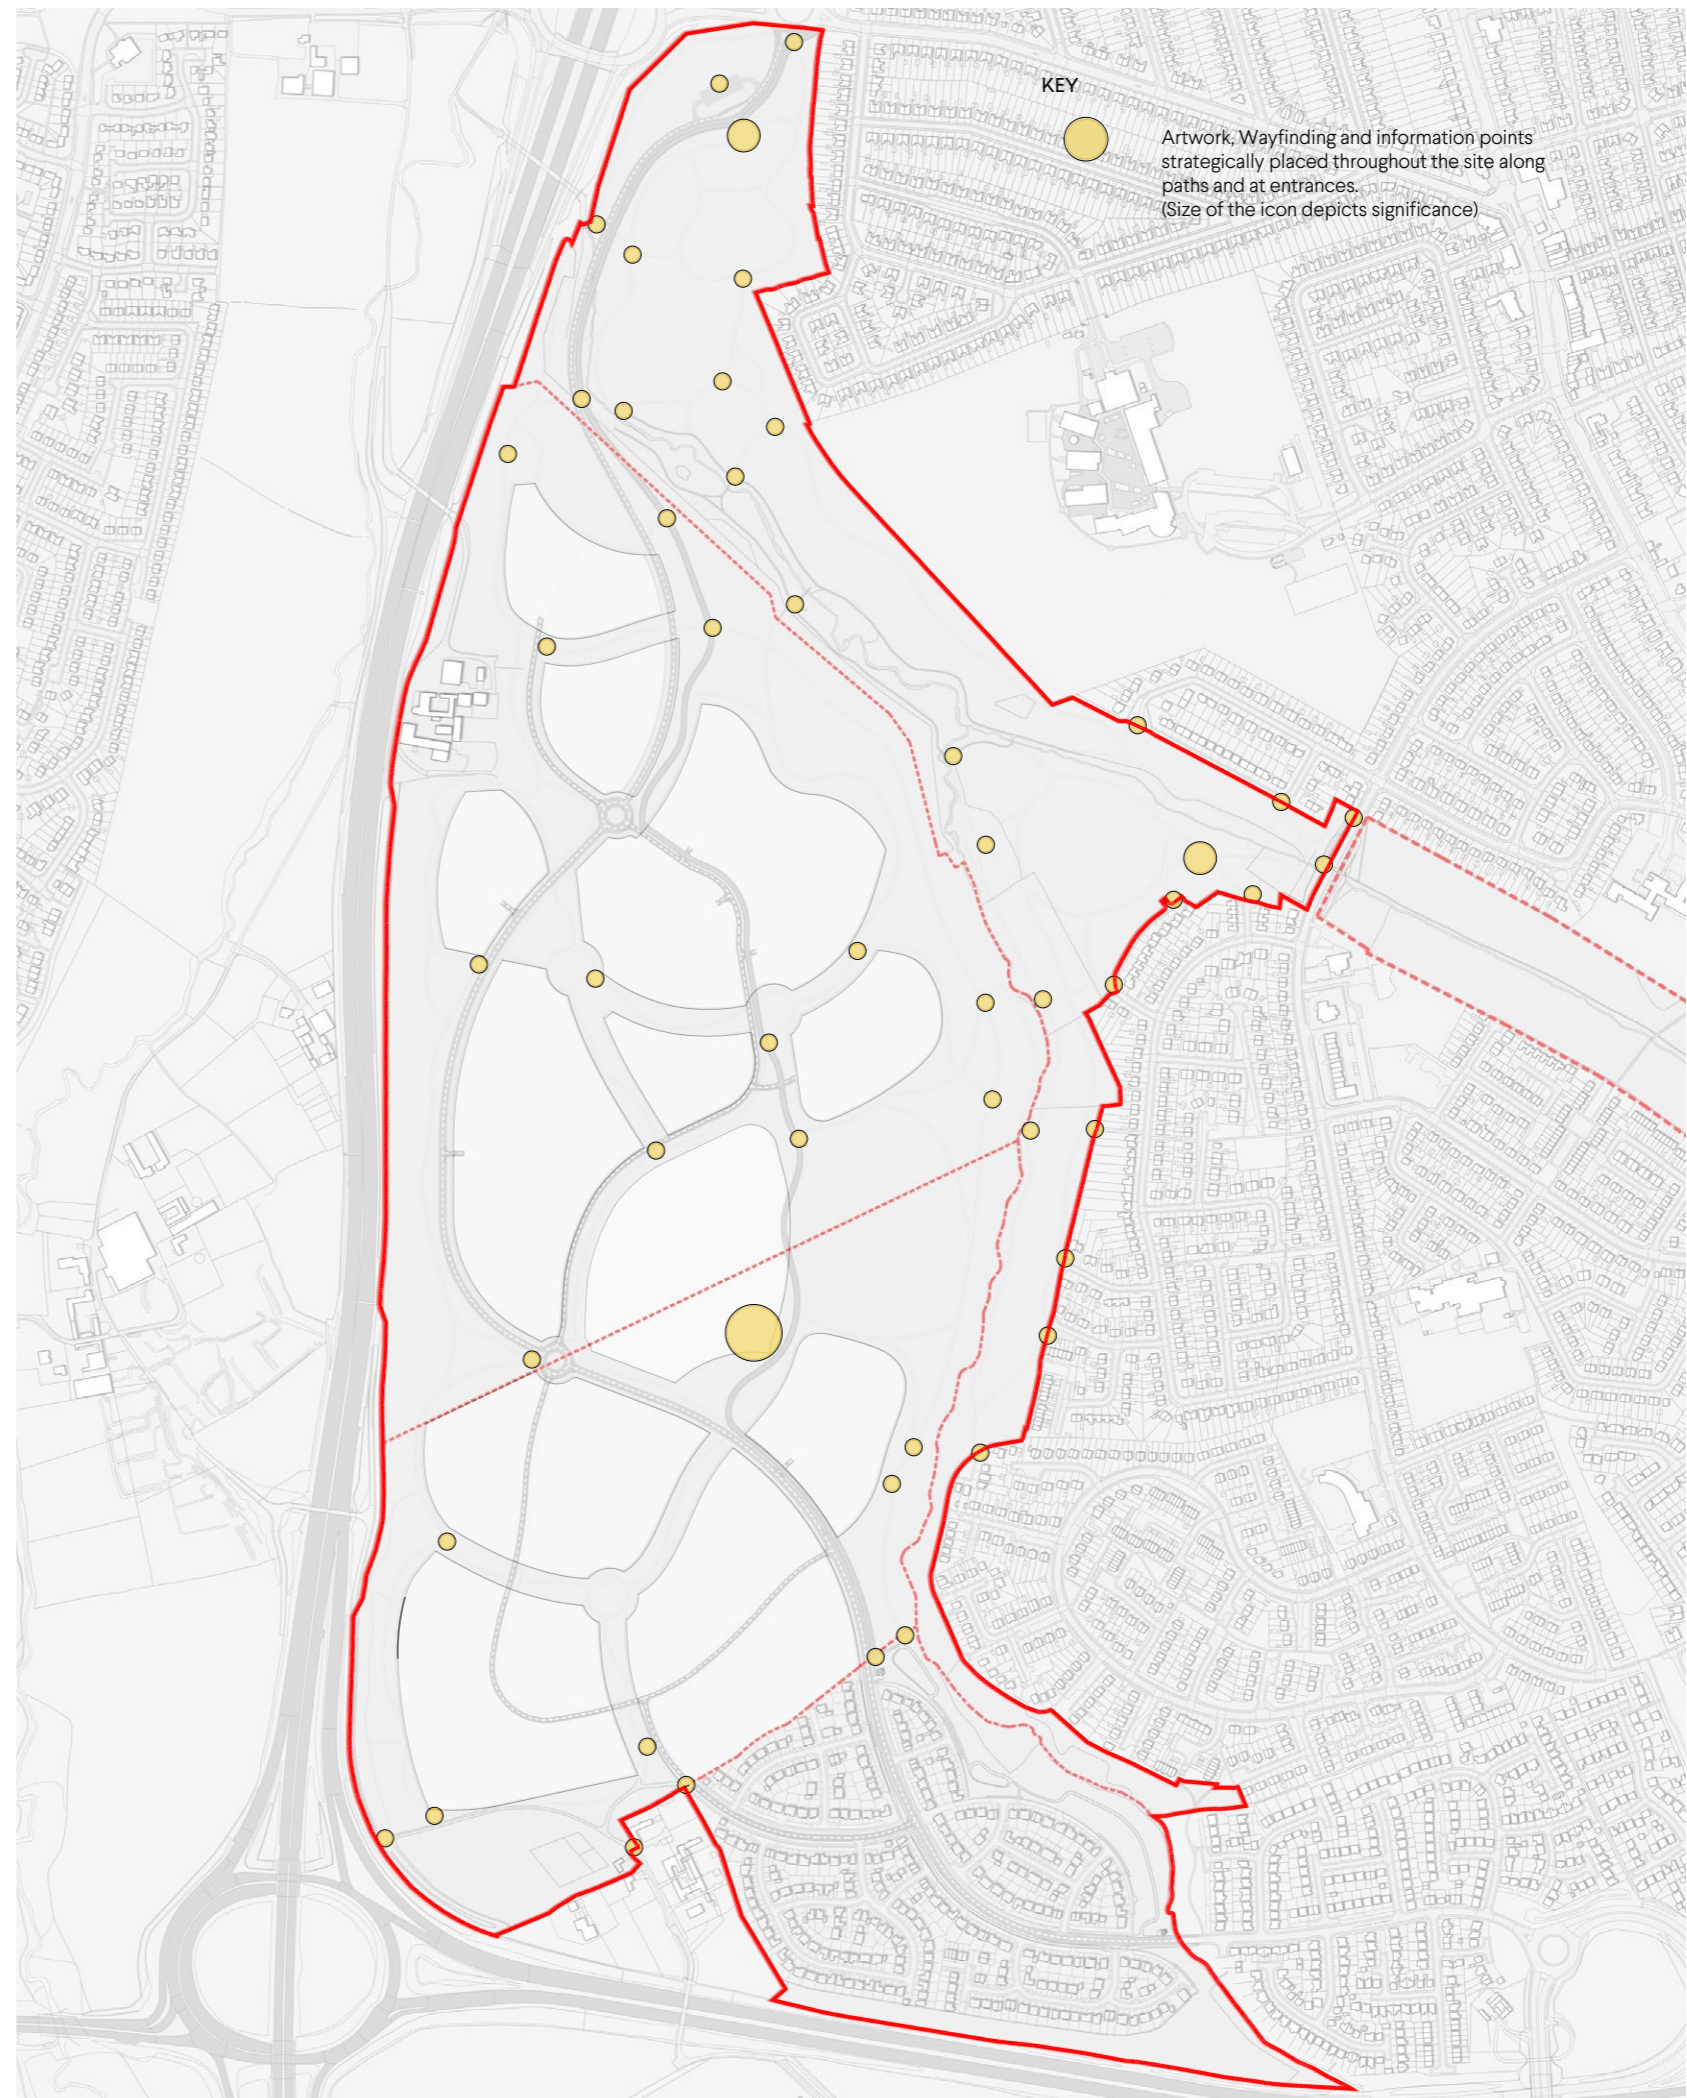 KEY
Artwork, Wayfinding and information points
strategically placed throughout the site along
paths and at entrances.
(Size of the icon depicts significance)